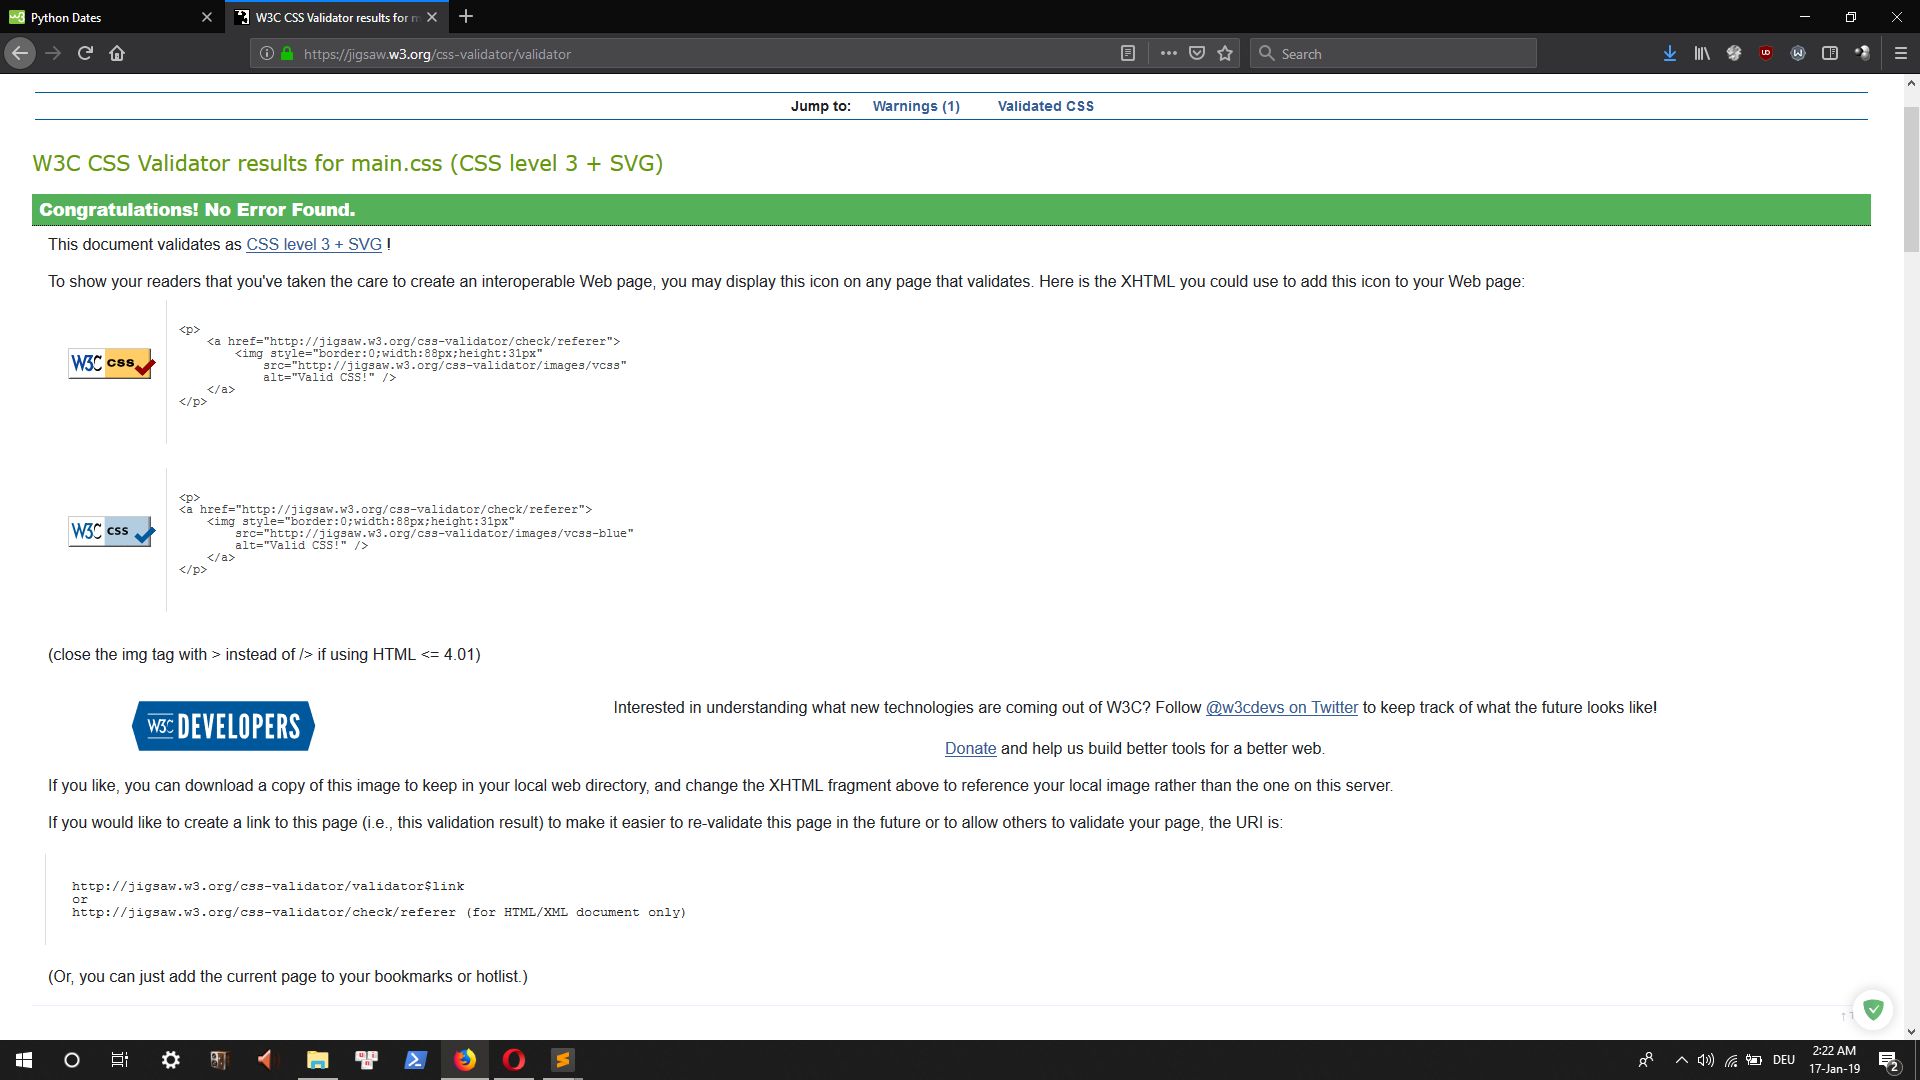 Python Dates
W3C CSS Validator results for m
https://jigsaw.w3.org/css-validator/validator
Search
Jump to: Warnings (1) Validated CSS
W3C CSS Validator results for main.css (CSS level 3 + SVG)
Congratulations! No Error Found.
This document validates as CSS level 3 + SVG !
To show your readers that you've taken the care to create an interoperable Web page, you may display this icon on any page that validates. Here is the XHTML you could use to add this icon to your Web page:
W3C css
<p>
<a href="http://jigsaw.w3.org/css-validator/check/referer">
<img style="border:0;width:88px;height:31px"
src="http://jigsaw.w3.org/css-validator/images/vcss"
alt="Valid CSS!" />
</a>
</p>
W3C css
<p>
<a href="http://jigsaw.w3.org/css-validator/check/referer">
<img style="border:0;width:88px;height:31px"
src="http://jigsaw.w3.org/css-validator/images/vcss-blue"
alt="Valid CSS!" />
</a>
</p>
(close the img tag with > instead of /> if using HTML <= 4.01)
W3C DEVELOPERS
Interested in understanding what new technologies are coming out of W3C? Follow @w3cdevs on Twitter to keep track of what the future looks like!
Donate and help us build better tools for a better web.
If you like, you can download a copy of this image to keep in your local web directory, and change the XHTML fragment above to reference your local image rather than the one on this server.
If you would like to create a link to this page (i.e., this validation result) to make it easier to re-validate this page in the future or to allow others to validate your page, the URI is:
http://jigsaw.w3.org/css-validator/validator$link
or
http://jigsaw.w3.org/css-validator/check/referer (for HTML/XML document only)
(Or, you can just add the current page to your bookmarks or hotlist.)
DEU
2:22 AM
17-Jan-19
2